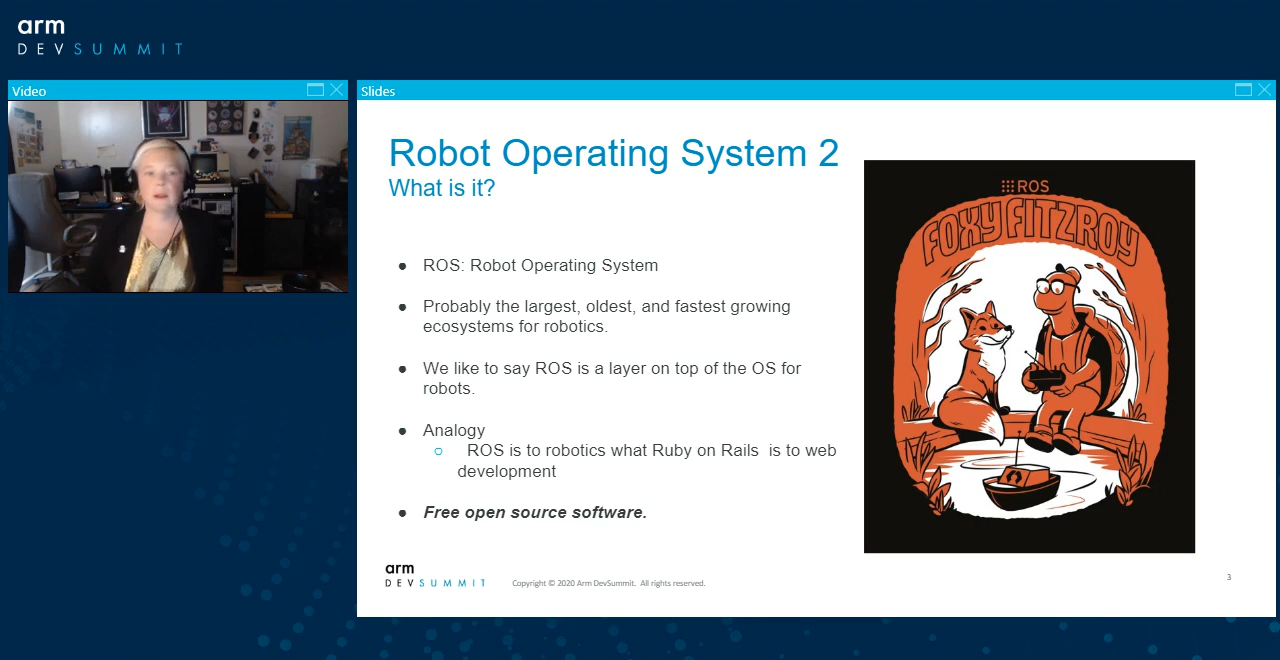 arm
DEVSUMMIT
Video
Slides
Robot Operating System 2
What is it?
● ROS: Robot Operating System
● Probably the largest, oldest, and fastest growing
ecosystems for robotics.
● We like to say ROS is a layer on top of the OS for
robots.
● Analogy
○ ROS is to robotics what Ruby on Rails is to web
development
● Free open source software.
ROS
FOXY FITZROY
arm
DEVSUMMIT
Copyright © 2020 Arm DevSummit. All rights reserved.
3